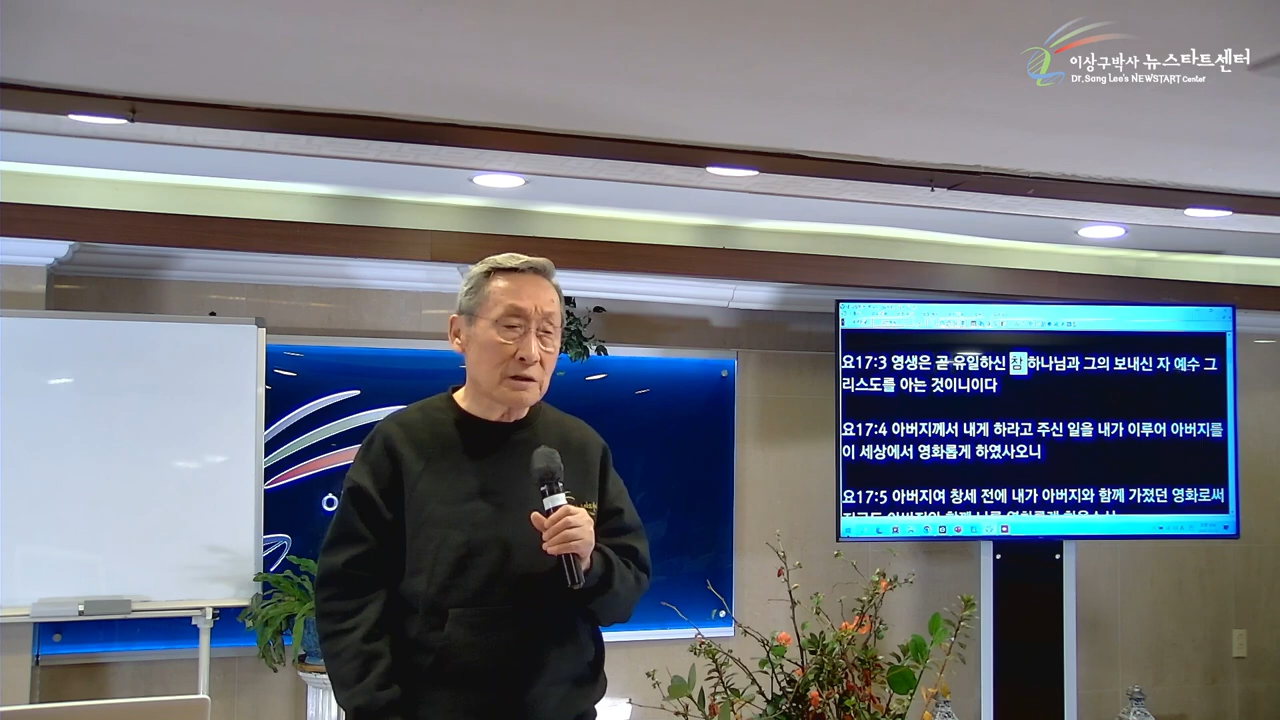 이상구박사 뉴스타트센터
Dr. Sang Lee's NEWSTART Center
요17:3 영생은 곧 유일하신 참 하나님과 그의 보내신 자 예수 그
리스도를 아는 것이니이다
요17:4 아버지께서 내게 하라고 주신 일을 내가 이루어 아버지를
이 세상에서 영화롭게 하였사오니
요17:5 아버지여 창세 전에 내가 아버지와 함께 가졌던 영화로써